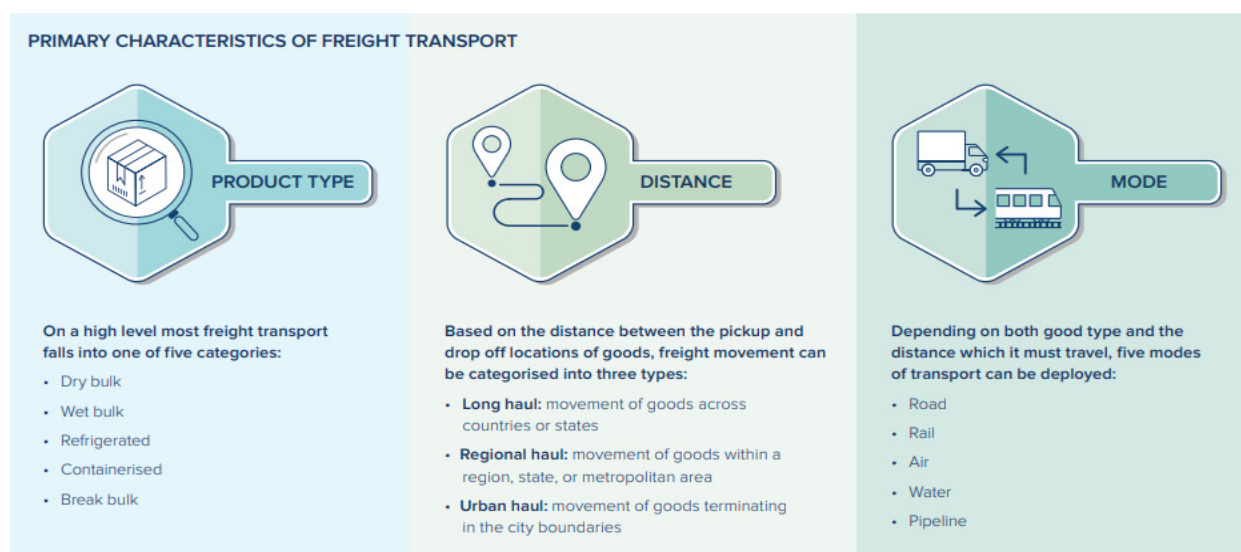 PRIMARY CHARACTERISTICS OF FREIGHT TRANSPORT
PRODUCT TYPE
On a high level most freight transport
falls into one of five categories:
• Dry bulk
• Wet bulk
• Refrigerated
• Containerised
• Break bulk
DISTANCE
Based on the distance between the pickup and
drop off locations of goods, freight movement can
be categorised into three types:
• Long haul: movement of goods across
countries or states
• Regional haul: movement of goods within a
region, state, or metropolitan area
• Urban haul: movement of goods terminating
in the city boundaries
MODE
Depending on both good type and the
distance which it must travel, five modes
of transport can be deployed:
• Road
• Rail
• Air
• Water
• Pipeline